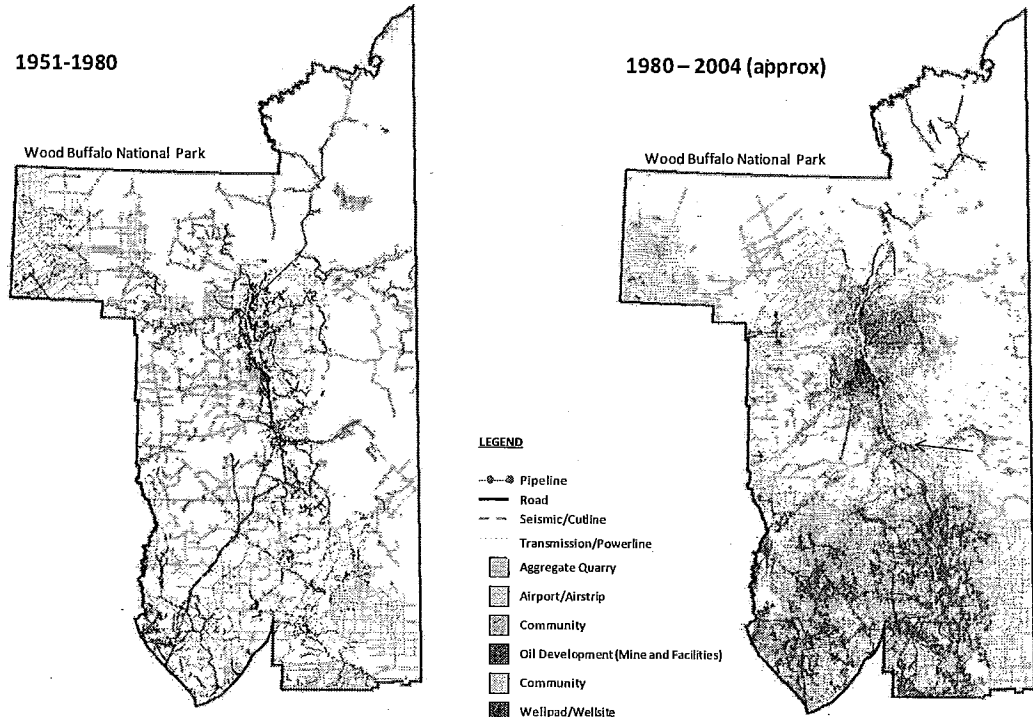 1951-1980
1980 – 2004 (approx)
Wood Buffalo National Park
Wood Buffalo National Park
LEGEND
Pipeline
Road
Seismic/Cutline
Transmission/Powerline
Aggregate Quarry
Airport/Airstrip
Community
Oil Development (Mine and Facilities)
Community
Wellpad/Wellsite